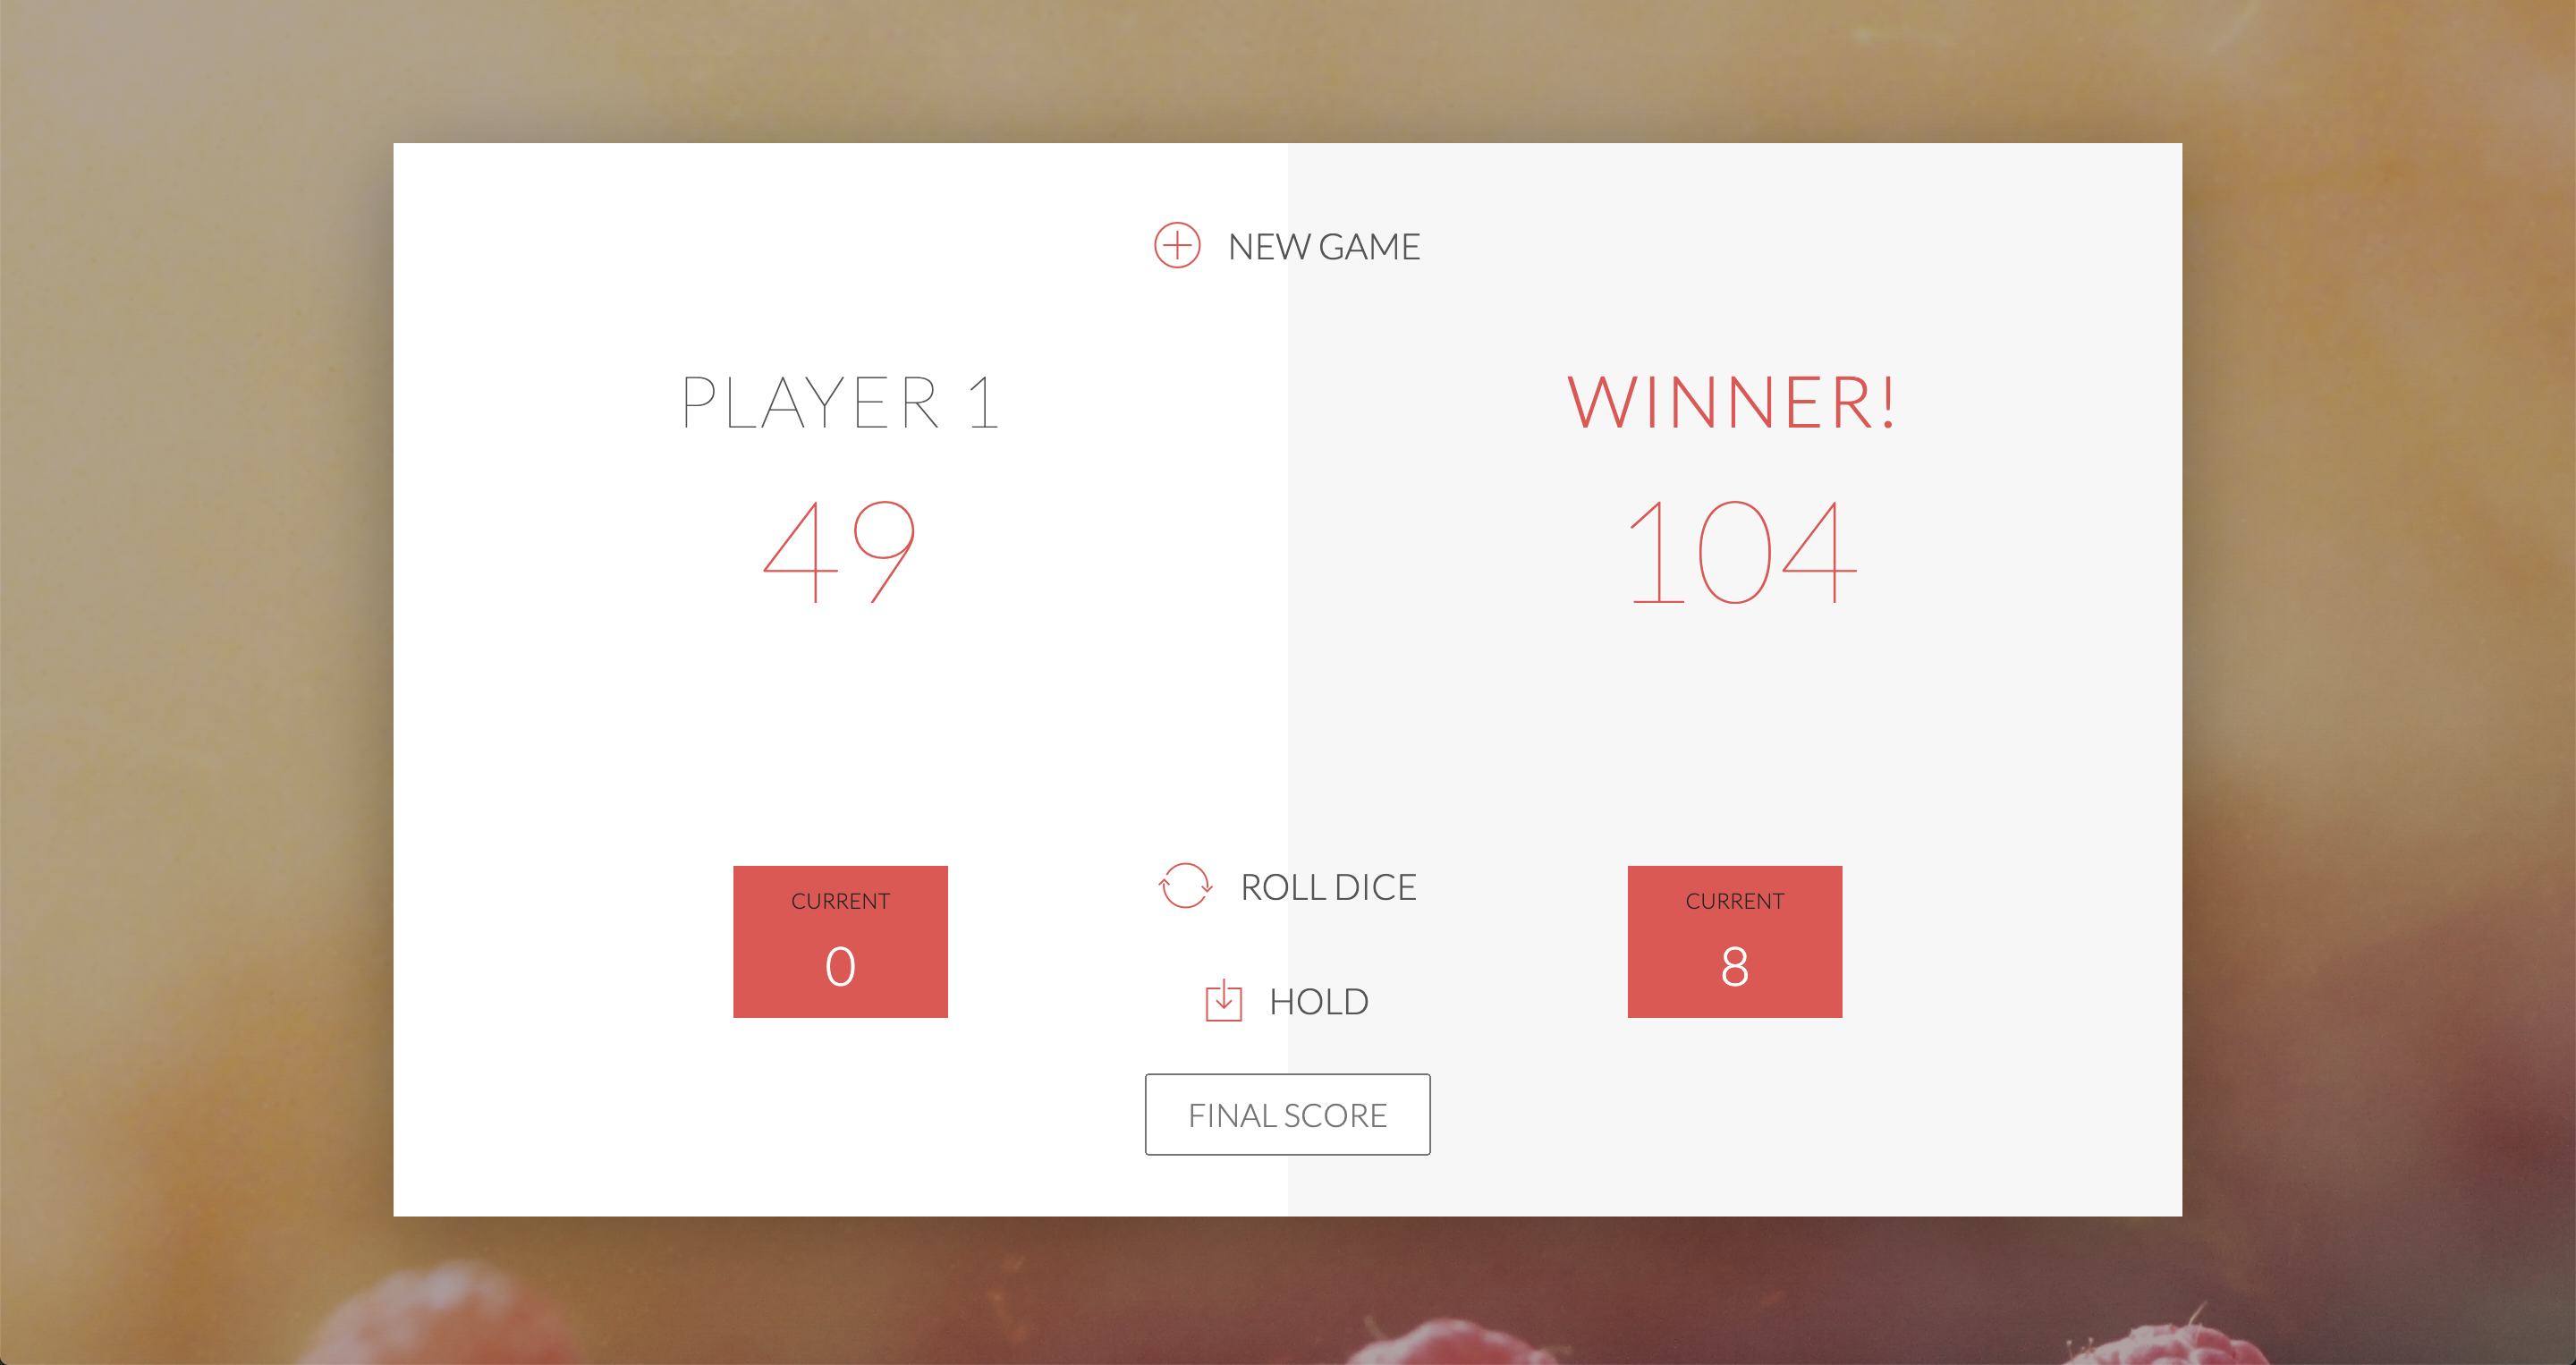 NEW GAME
PLAYER 1
49
WINNER!
104
CURRENT
0
ROLL DICE
HOLD
CURRENT
8
FINAL SCORE